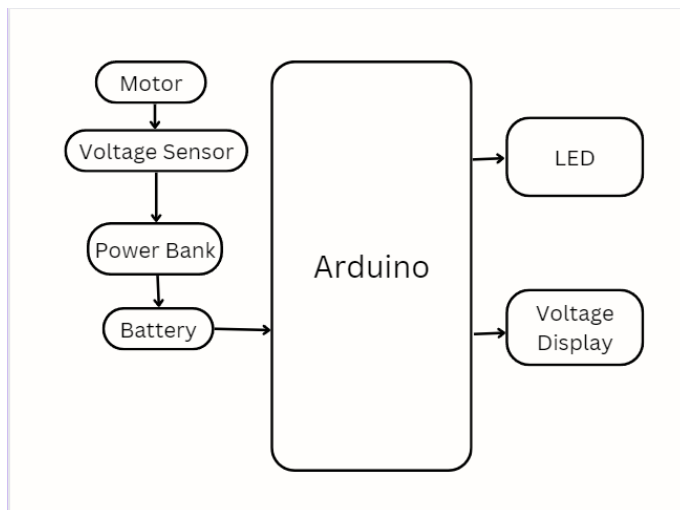 Motor
Voltage Sensor
Power Bank
Battery
Arduino
LED
Voltage
Display